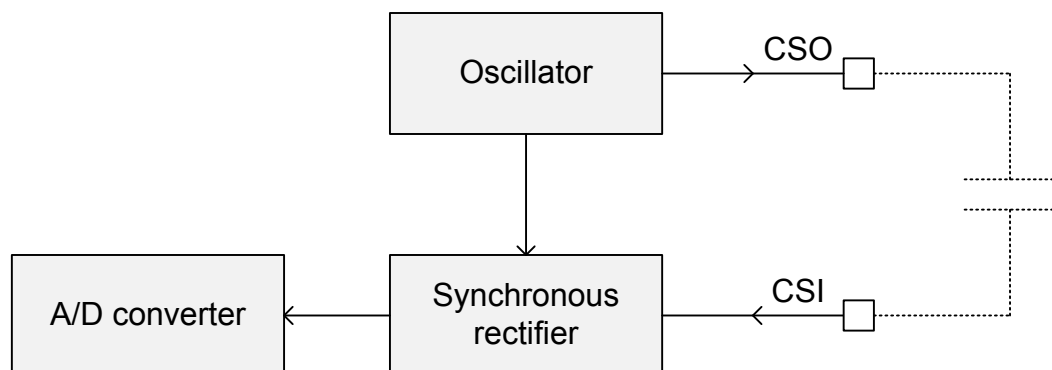 Oscillator
CSO
A/D converter
Synchronous
rectifier
CSI